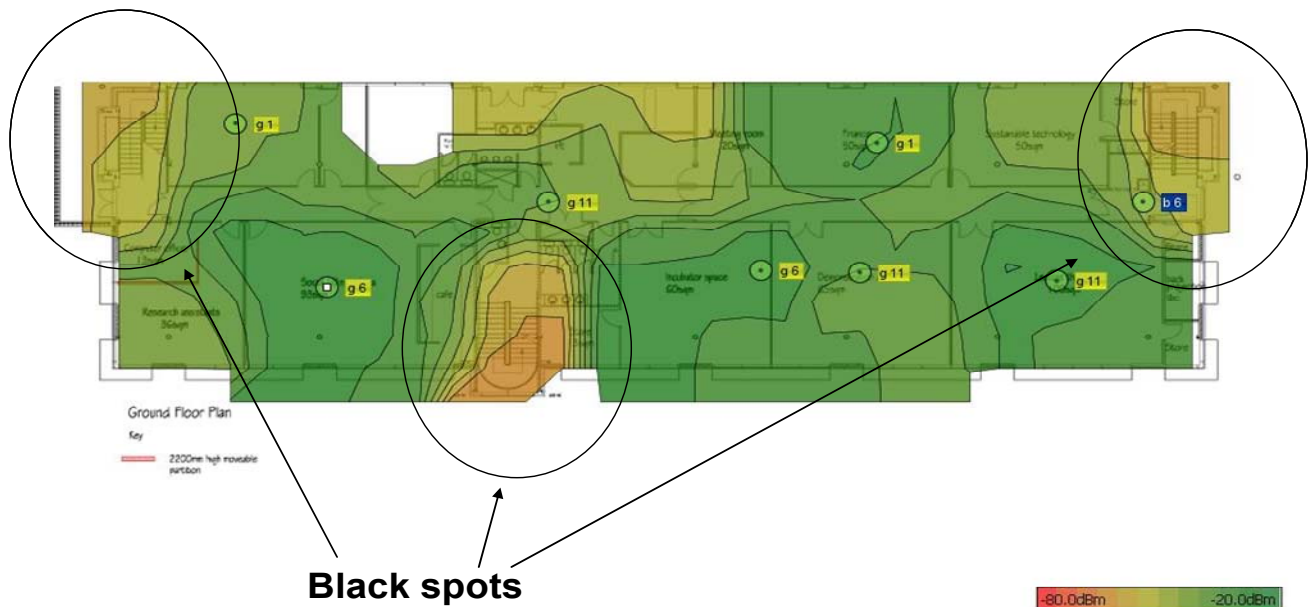 g 1
g 1
Meeting room
20sqm
Sustainable technology
50sqm
g 11
b 6
g 6
Incubator space
60sqm
g 6
g 11
g 11
Research assistants
36sqm
cafe
Store
Store
Ground Floor Plan
Key
2200mm high moveable
partition
Black spots
-80.0dBm
-20.0dBm